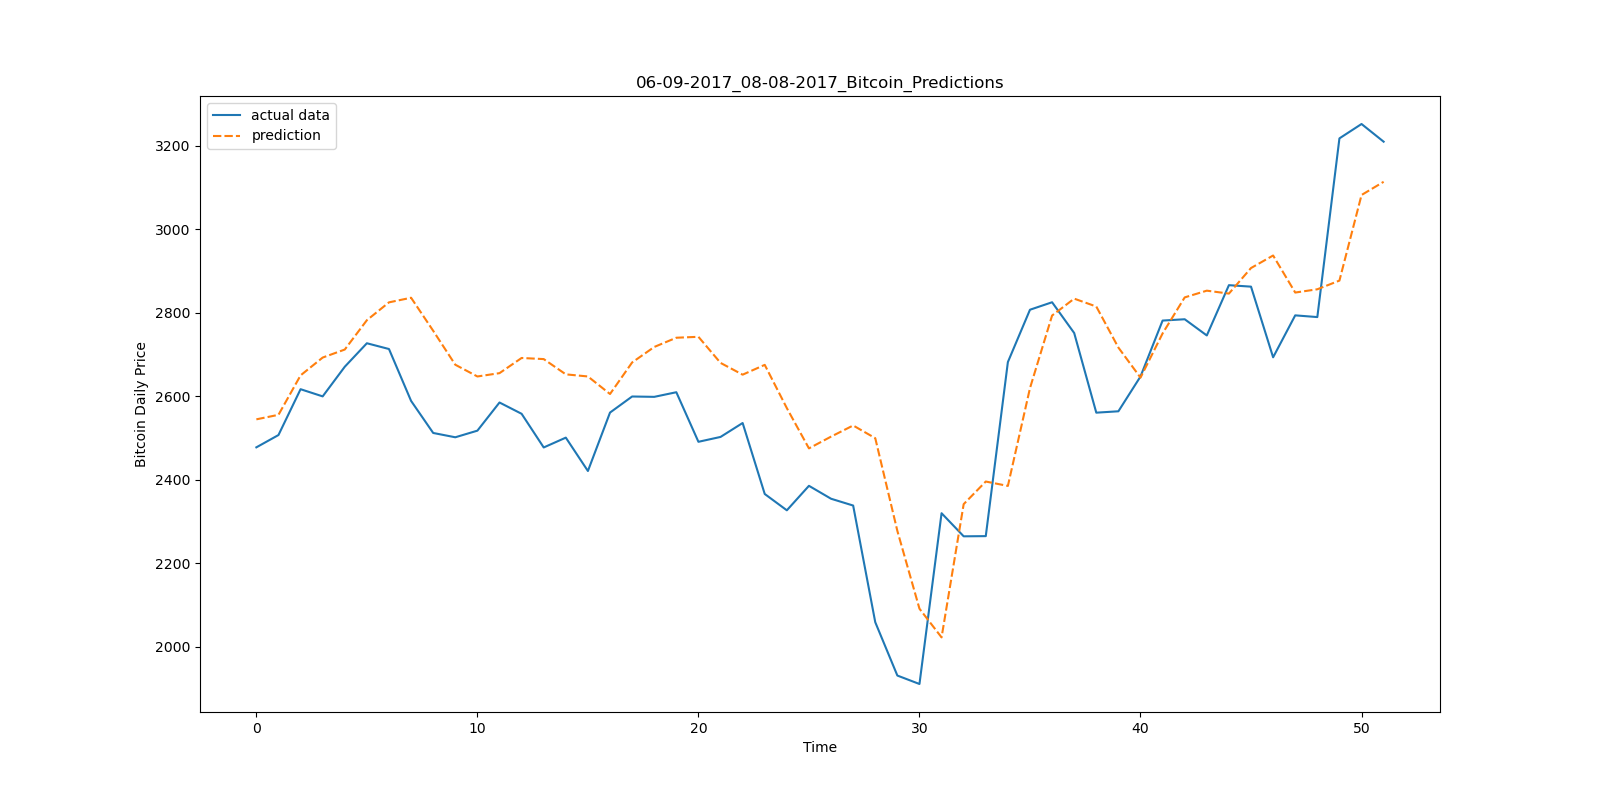 06-09-2017_08-08-2017_Bitcoin_Predictions
actual data
prediction
3200
3000
2800
2600
2400
2200
2000
Bitcoin Daily Price
0 10 20 30 40 50
Time